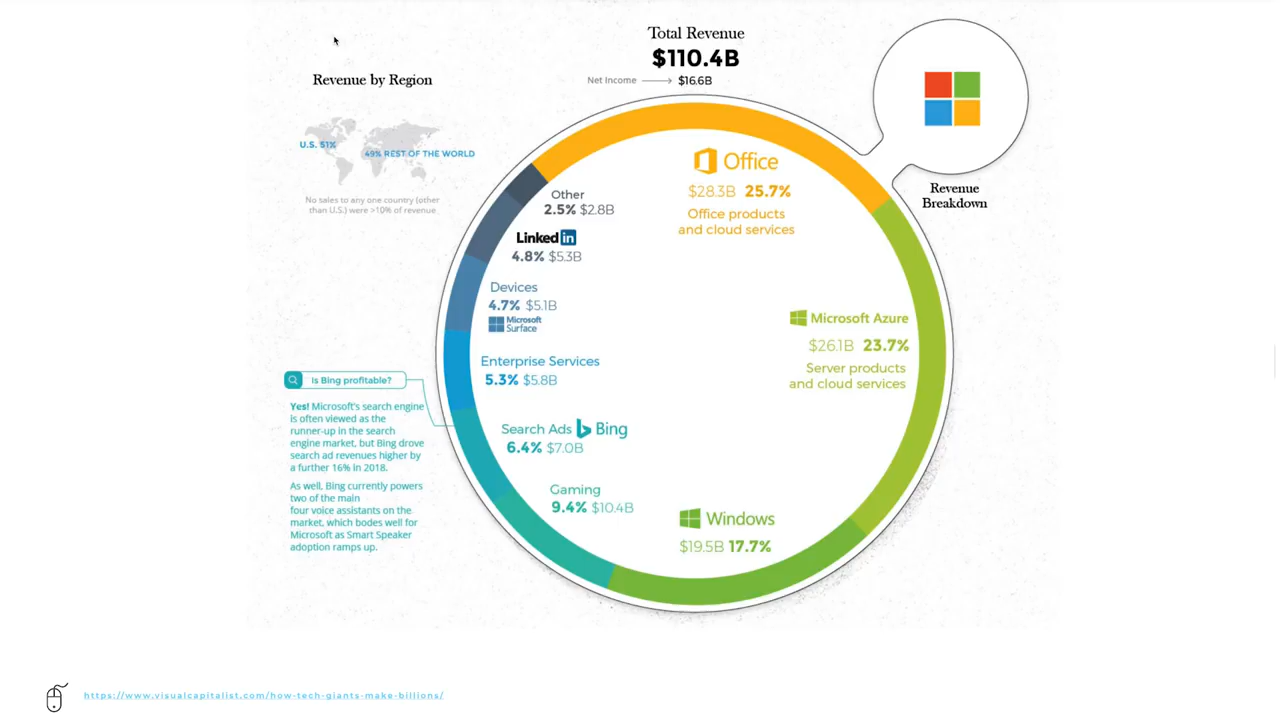 Total Revenue
$110.4B
Net Income
$16.6B
Revenue by Region
U.S. 51%
49% REST OF THE WORLD
No sales to any one country (other
than U.S.) were >10% of revenue
Revenue
Breakdown
Office
$28.3B 25.7%
Office products
and cloud services
Other
2.5% $2.8B
Linked in
4.8% $5.3B
Devices
4.7% $5.1B
Microsoft
Surface
Microsoft Azure
$26.1B 23.7%
Server products
and cloud services
Enterprise Services
5.3% $5.8B
Is Bing profitable?
Yes! Microsoft's search engine
is often viewed as the
runner-up in the search
engine market, but Bing drove
search ad revenues higher by
a further 16% in 2018.
As well, Bing currently powers
two of the main
four voice assistants on the
market, which bodes well for
Microsoft as Smart Speaker
adoption ramps up.
Search Ads Bing
6.4% $7.0B
Gaming
9.4% $10.4B
Windows
$19.5B 17.7%
https://www.visualcapitalist.com/how-tech-giants-make-billions/